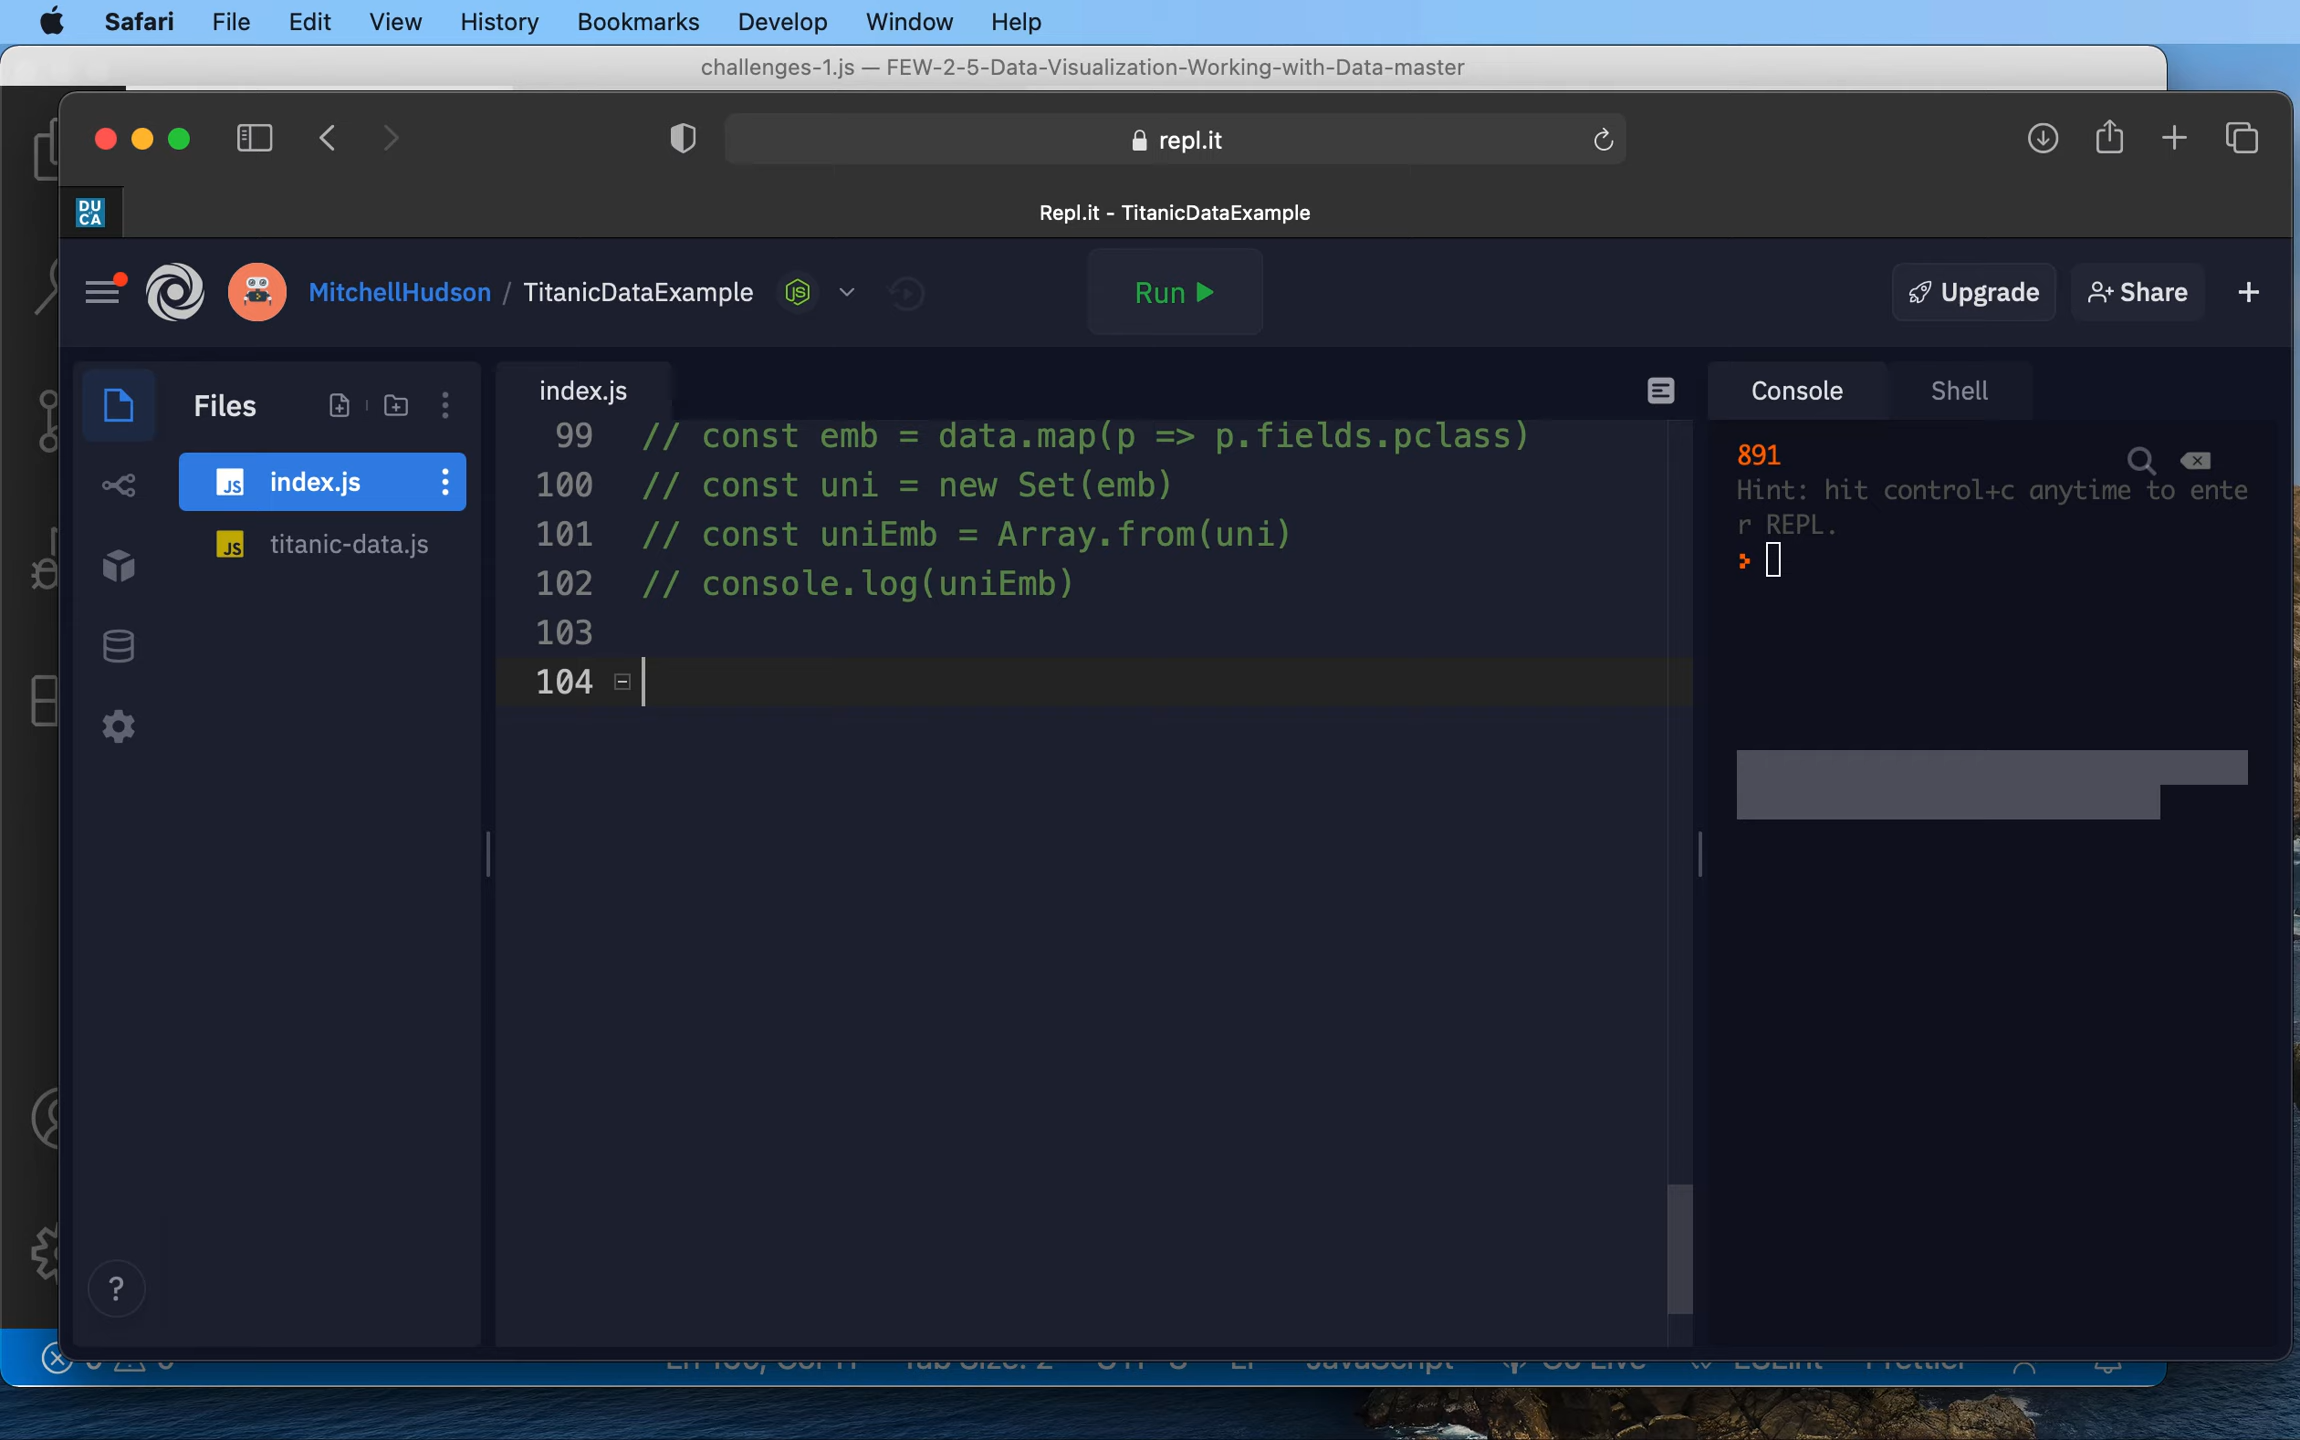 Safari File Edit View History Bookmarks Develop Window Help
challenges-1.js — FEW-2-5-Data-Visualization-Working-with-Data-master
repl.it
DU
CA
Repl.it - TitanicDataExample
MitchellHudson / TitanicDataExample
Run
Upgrade
Share
Files
JS index.js
JS titanic-data.js
index.js
99 // const emb = data.map(p => p.fields.pclass)
100 // const uni = new Set(emb)
101 // const uniEmb = Array.from(uni)
102 // console.log(uniEmb)
103
104
Console Shell
891
Hint: hit control+c anytime to ente
r REPL.
?